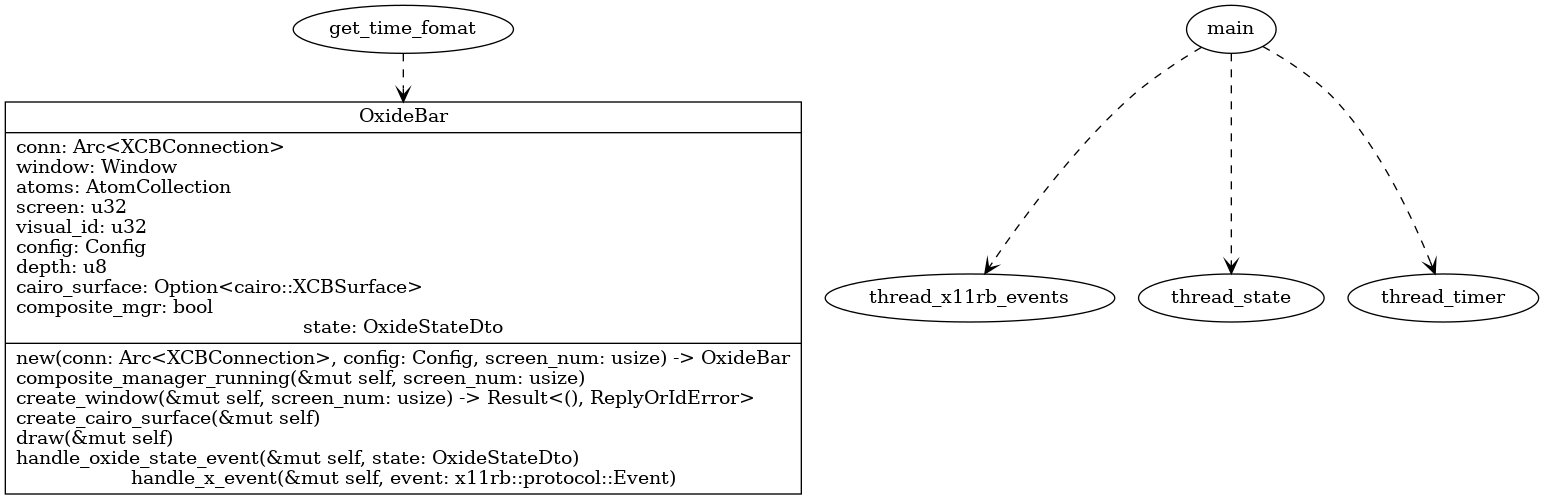 get_time_fomat
main
OxideBar
conn: Arc<XCBConnection>
window: Window
atoms: AtomCollection
screen: u32
visual_id: u32
config: Config
depth: u8
cairo_surface: Option<cairo::XCBSurface>
composite_mgr: bool
state: OxideStateDto
new(conn: Arc<XCBConnection>, config: Config, screen_num: usize) -> OxideBar
composite_manager_running(&mut self, screen_num: usize)
create_window(&mut self, screen_num: usize) -> Result<(), ReplyOrIdError>
create_cairo_surface(&mut self)
draw(&mut self)
handle_oxide_state_event(&mut self, state: OxideStateDto)
handle_x_event(&mut self, event: x11rb::protocol::Event)
thread_x11rb_events
thread_state
thread_timer